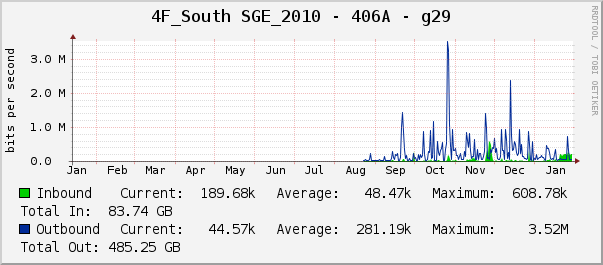 4F_South SGE_2010 - 406A - g29
RRDTOOL / TOBI OETIKER
bits per second
3.0 M
2.0 M
1.0 M
0.0
Jan Feb Mar Apr May Jun Jul Aug Sep Oct Nov Dec Jan
Inbound Current: 189.68k Average: 48.47k Maximum: 608.78k
Total In: 83.74 GB
Outbound Current: 44.57k Average: 281.19k Maximum: 3.52M
Total Out: 485.25 GB